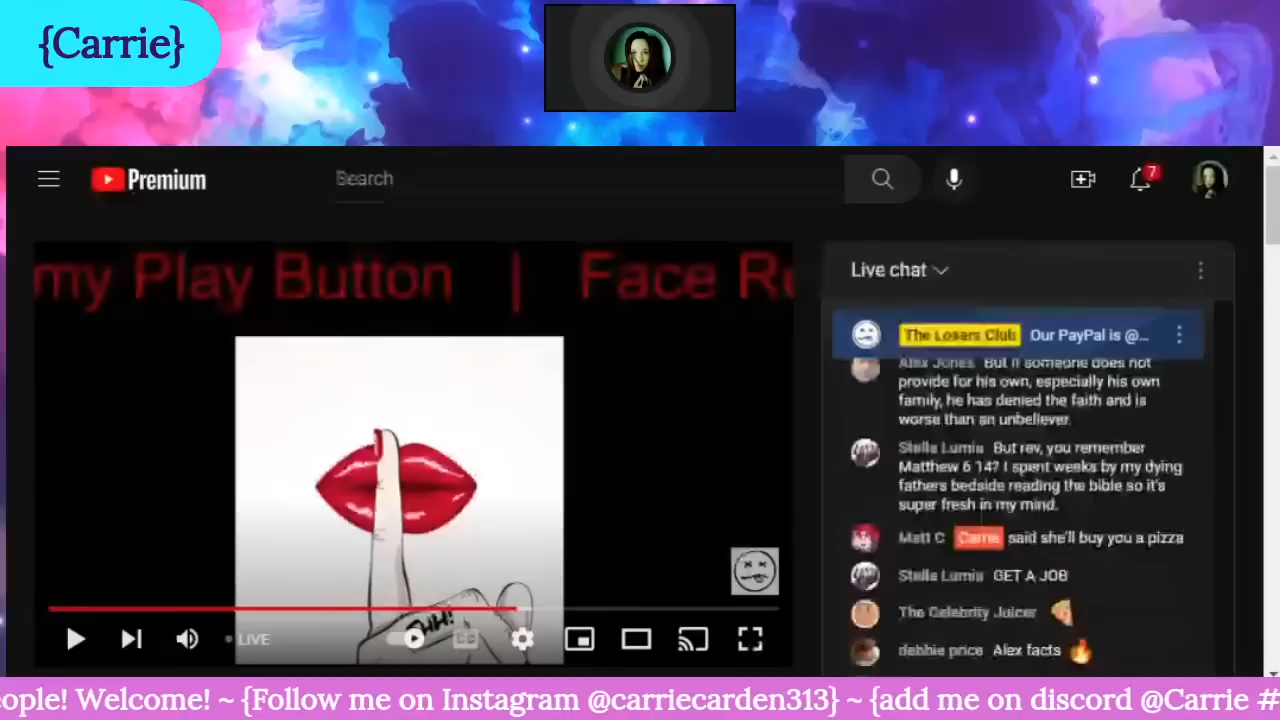 {Carrie}
Premium
Search
7
my Play Button | Face R
Live chat
The Losers Club Our PayPal is @...
Alex Jones But if someone does not
provide for his own, especially his own
family, he has denied the faith and is
worse than an unbeliever
Stella Lumia But rev, you remember
Matthew 6 14? I spent weeks by my dying
fathers bedside reading the bible so it's
super fresh in my mind.
Matt C Carrie said she'll buy you a pizza
Stella Lumia GET A JOB
The Celebrity Juicer
debbie price Alex facts
SHH!
LIVE
eople! Welcome! ~ {Follow me on Instagram @carriecarden313} ~ {add me on discord @Carrie #